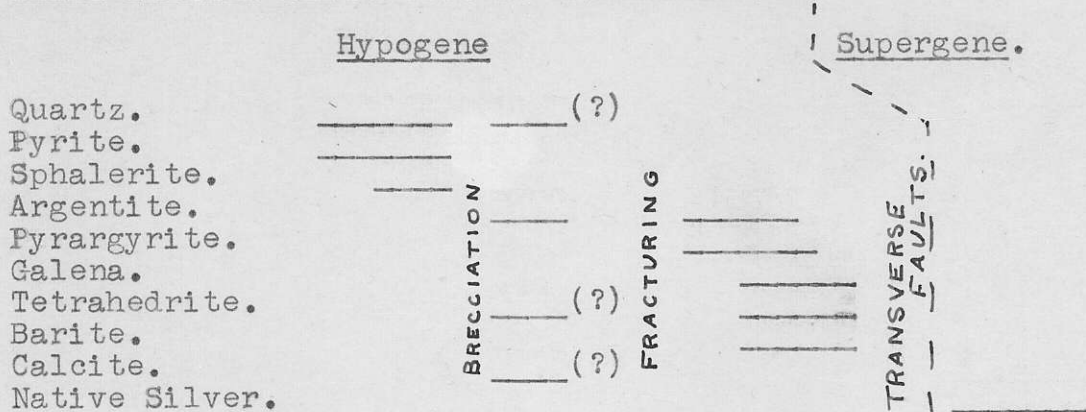 Hypogene Supergene.
Quartz. (?)
Pyrite.
Sphalerite.
Argentite.
Pyrargyrite.
Galena.
Tetrahedrite. (?)
Barite.
Calcite. (?)
Native Silver.
BRECCIATION
FRACTURING
TRANSVERSE
FAULTS.